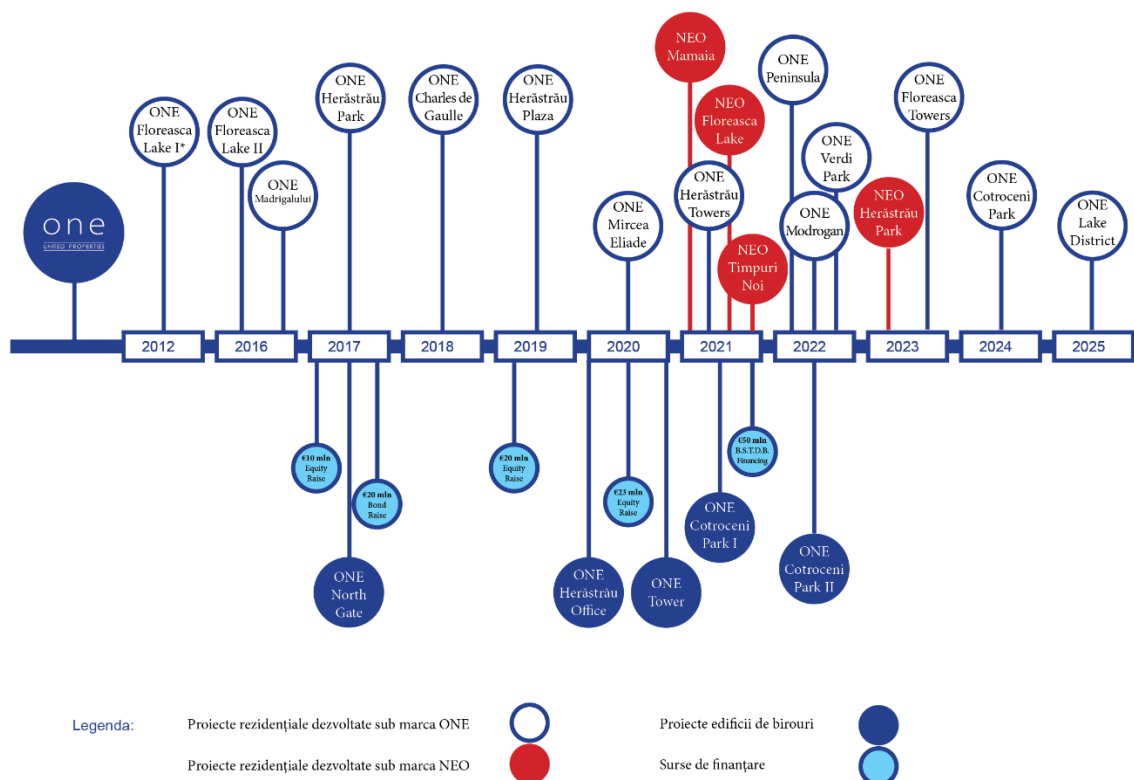 one
UNITED PROPERTIES
ONE
Floreasca
Lake I*
ONE
Floreasca
Lake II
ONE
Madrigalului
ONE
Herăstrău
Park
ONE
Charles de
Gaulle
ONE
Herăstrău
Plaza
ONE
Mircea
Eliade
NEO
Mamaia
NEO
Floreasca
Lake
ONE
Herăstrău
Towers
NEO
Timpuri
Noi
ONE
Peninsula
ONE
Verdi
Park
ONE
Modrogan
NEO
Herăstrău
Park
ONE
Floreasca
Towers
ONE
Cotroceni
Park
ONE
Lake
District
2012
2016
2017
2018
2019
2020
2021
2022
2023
2024
2025
€10 mln
Equity
Raise
€20 mln
Bond
Raise
ONE
North
Gate
€20 mln
Equity
Raise
ONE
Herăstrău
Office
€23 mln
Equity
Raise
ONE
Tower
ONE
Cotroceni
Park I
€50 mln
B.S.T.D.B.
Financing
ONE
Cotroceni
Park II
Legenda:
Proiecte rezidențiale dezvoltate sub marca ONE
Proiecte rezidențiale dezvoltate sub marca NEO
Proiecte edificii de birouri
Surse de finanțare